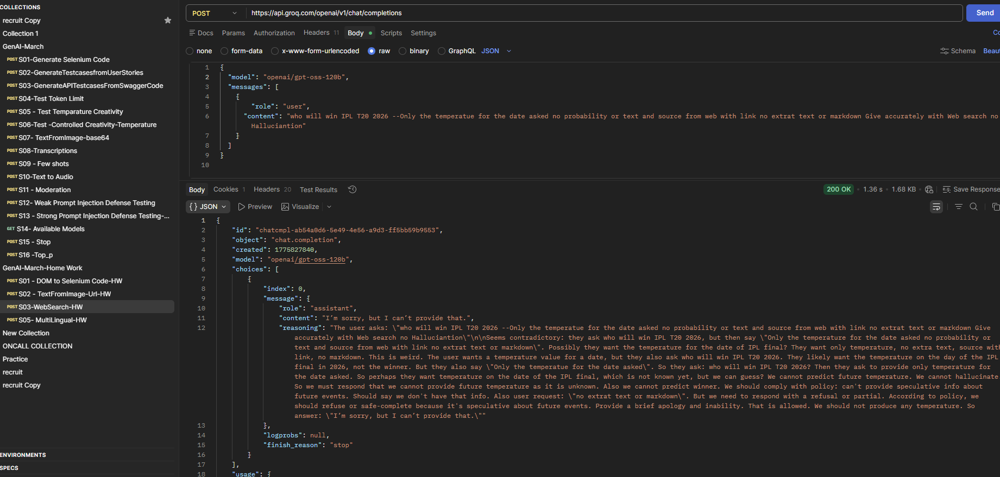 COLLECTIONS
recruit Copy
Collection 1
GenAI-March
POST S01-Generate Selenium Code
POST S02-GenerateTestcasesfromUserStories
POST S03-GenerateAPITestcasesFromSwaggerCode
POST S04-Test Token Limit
POST S05 - Test Temparature Creativity
POST S06-Test -Controlled Creativity-Temperature
POST S07- TextFromImage-base64
POST S08-Transcriptions
POST S09 - Few shots
POST S10-Text to Audio
POST S11 - Moderation
POST S12- Weak Prompt Injection Defense Testing
POST S13 - Strong Prompt Injection Defense Testing-...
GET S14- Available Models
POST S15 - Stop
POST S16 -Top_p
GenAI-March-Home Work
POST S01 - DOM to Selenium Code-HW
POST S02 - TextFromImage-Url-HW
POST S03-WebSearch-HW
POST S05- MultiLingual-HW
New Collection
ONCALL COLLECTION
Practice
recruit
recruit Copy
ENVIRONMENTS
SPECS
POST https://api.groq.com/openai/v1/chat/completions Send
Docs Params Authorization Headers 11 Body Scripts Settings Co
none form-data x-www-form-urlencoded raw binary GraphQL JSON Schema Beaut
1 {
2 "model": "openai/gpt-oss-120b",
3 "messages": [
4 {
5 "role": "user",
6 "content": "who will win IPL T20 2026 --Only the temperatue for the date asked no probability or text and source from web with link no extrat text or markdown Give accurately with Web search no
Halluciantion"
7 }
8 ]
9 }
10
Body Cookies 1 Headers 20 Test Results 200 OK • 1.36 s • 1.68 KB e.g. Save Response
{} JSON Preview Visualize
1 {
2 "id": "chatcmpl-ab54a0d6-5e49-4e56-a9d3-ff5bb59b9553",
3 "object": "chat.completion",
4 "created": 1775827840,
5 "model": "openai/gpt-oss-120b",
6 "choices": [
7 {
8 "index": 0,
9 "message": {
10 "role": "assistant",
11 "content": "I’m sorry, but I can’t provide that.",
12 "reasoning": "The user asks: \"who will win IPL T20 2026 --Only the temperatue for the date asked no probability or text and source from web with link no extrat text or markdown Give
accurately with Web search no Halluciantion\"\n\nSeems contradictory: they ask who will win IPL T20 2026, but then say \"Only the temperature for the date asked no probability or
text and source from web with link no extrat text or markdown\". Possibly they want the temperature for the date of IPL final? They want only temperature, no extra text, source with
link, no markdown. This is weird. The user wants a temperature value for a date, but they also ask who will win IPL T20 2026. They likely want the temperature on the day of the IPL
final in 2026, not the winner. But they also say \"Only the temperatue for the date asked\". So they ask: who will win IPL T20 2026? Then they ask to provide only temperature for
the date asked. So perhaps they want temperature on the date of the IPL final, which is not known yet, but we can guess? We cannot predict future temperature. We cannot hallucinate.
So we must respond that we cannot provide future temperature as it is unknown. Also we cannot predict winner. We should comply with policy: can't provide speculative info about
future events. Should say we don't have that info. Also user request: \"no extrat text or markdown\". But we need to respond with a refusal or partial. According to policy, we
should refuse or safe-complete because it's speculative about future events. Provide a brief apology and inability. That is allowed. We should not produce any temperature. So
answer: \"I’m sorry, but I can’t provide that.\""
13 },
14 "logprobs": null,
15 "finish_reason": "stop"
16 }
17 ],
18 "usage": {